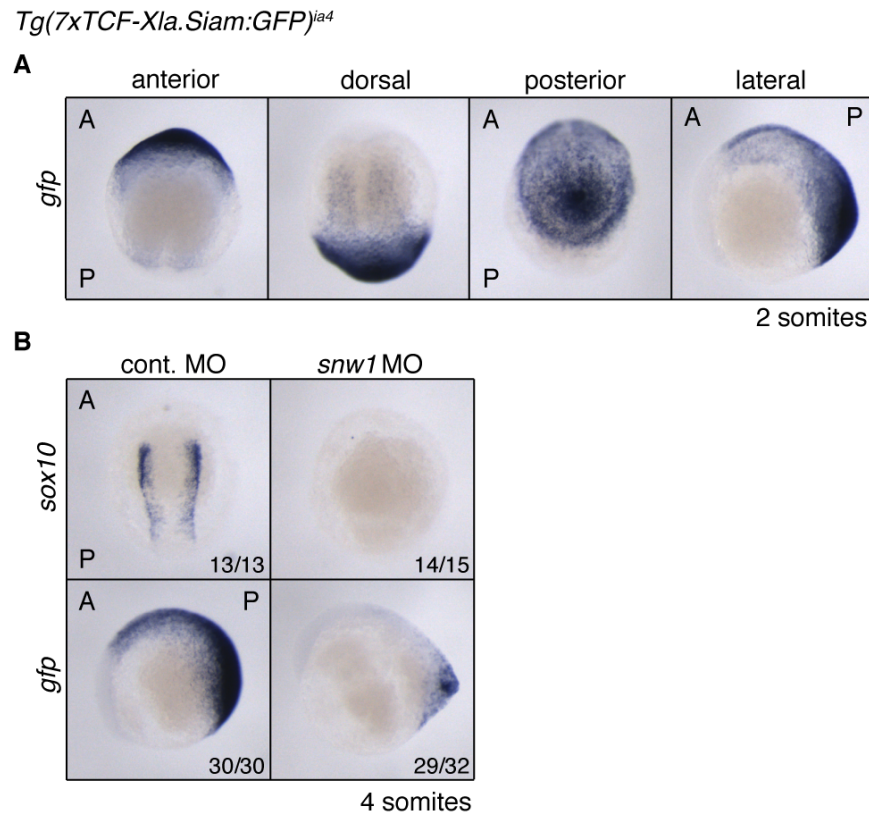 Tg(7xTCF-Xla.Siam:GFP)ia4
A
anterior dorsal posterior lateral
gfp
A A A P
P P
2 somites
B
cont. MO snw1 MO
sox10
A
P 13/13 14/15
gfp
A P
30/30 29/32
4 somites